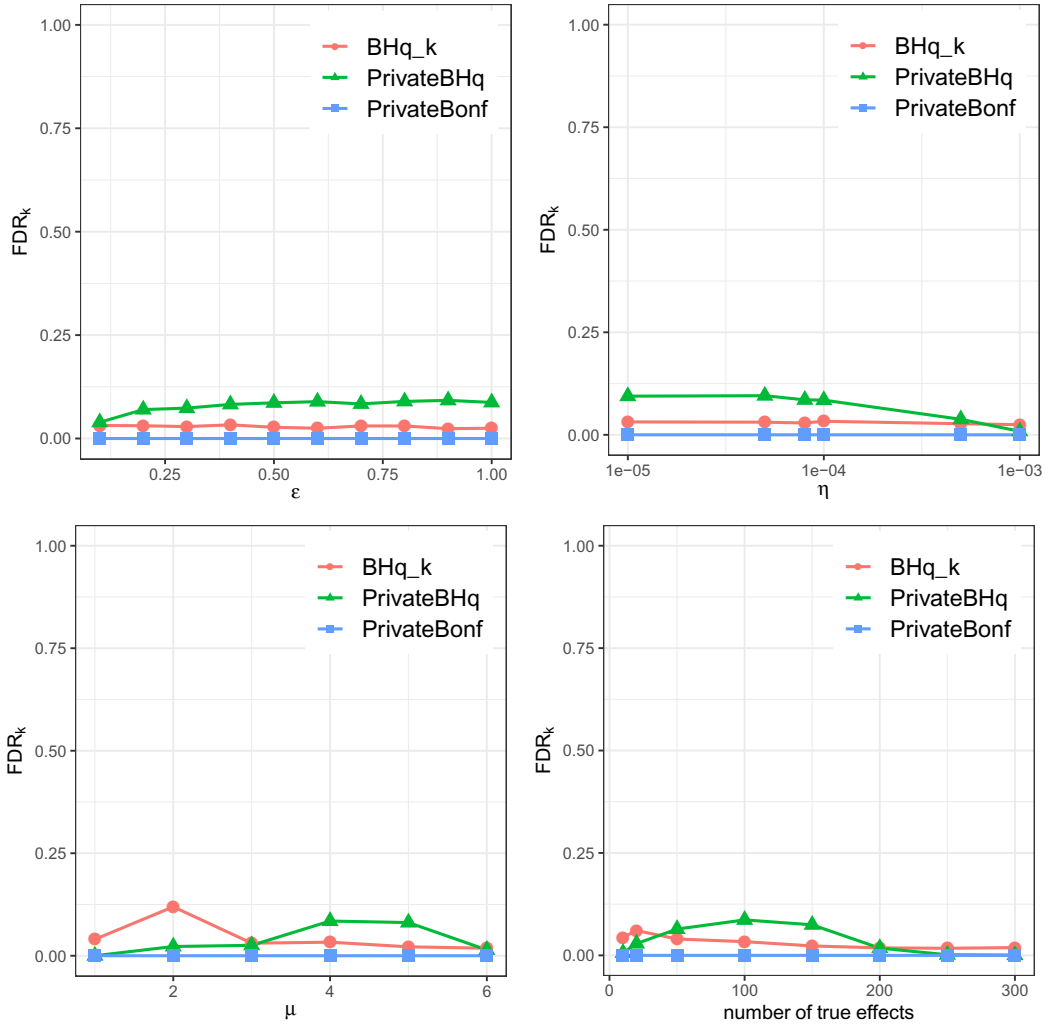 1.00
0.75
0.50
0.25
0.00
FDRk
0.25
0.50
0.75
1.00
ε
BHq_k
PrivateBHq
PrivateBonf
1.00
0.75
0.50
0.25
0.00
FDRk
1e−05
1e−04
1e−03
η
BHq_k
PrivateBHq
PrivateBonf
1.00
0.75
0.50
0.25
0.00
FDRk
2
4
6
μ
BHq_k
PrivateBHq
PrivateBonf
1.00
0.75
0.50
0.25
0.00
FDRk
0
100
200
300
number of true effects
BHq_k
PrivateBHq
PrivateBonf